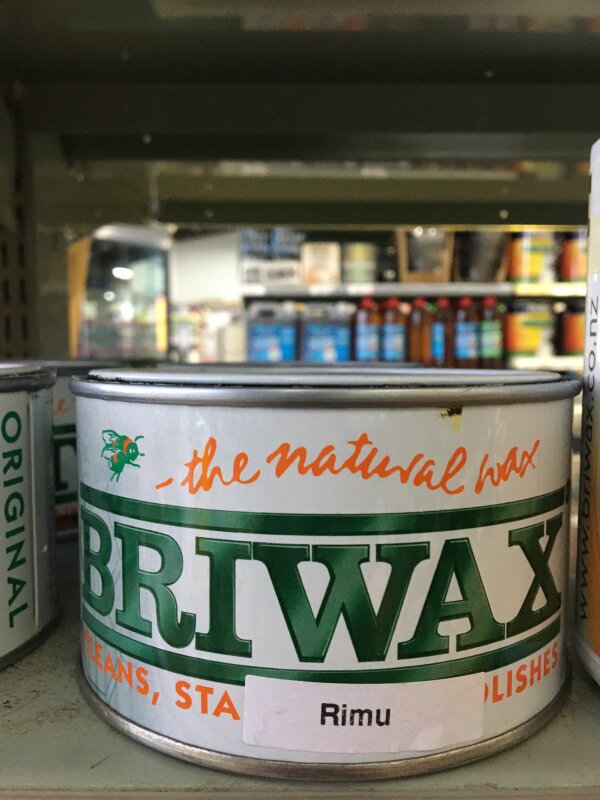 - the natural wax
BRIWAX
CLEANS, STA
OLISHES
Rimu
ORIGINAL
www.briwax.co.nz